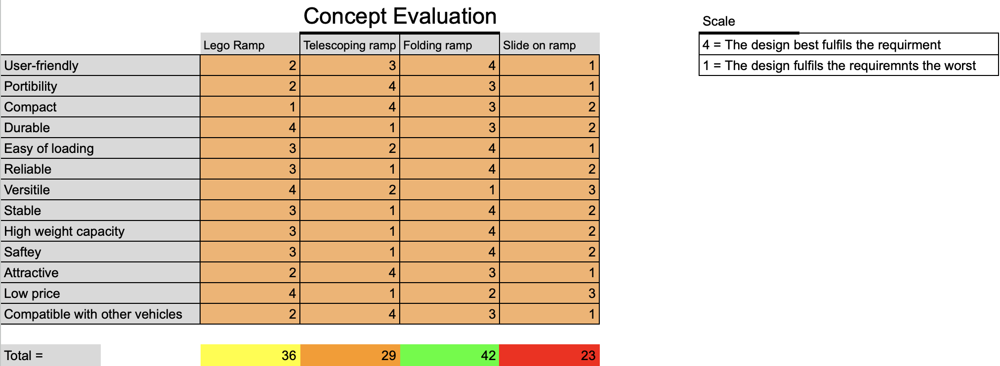 Concept Evaluation
Scale
Lego Ramp Telescoping ramp Folding ramp Slide on ramp
4 = The design best fulfils the requirment
User-friendly 2 3 4 1
1 = The design fulfils the requiremnts the worst
Portibility 2 4 3 1
Compact 1 4 3 2
Durable 4 1 3 2
Easy of loading 3 2 4 1
Reliable 3 1 4 2
Versitile 4 2 1 3
Stable 3 1 4 2
High weight capacity 3 1 4 2
Saftey 3 1 4 2
Attractive 2 4 3 1
Low price 4 1 2 3
Compatible with other vehicles 2 4 3 1
Total = 36 29 42 23